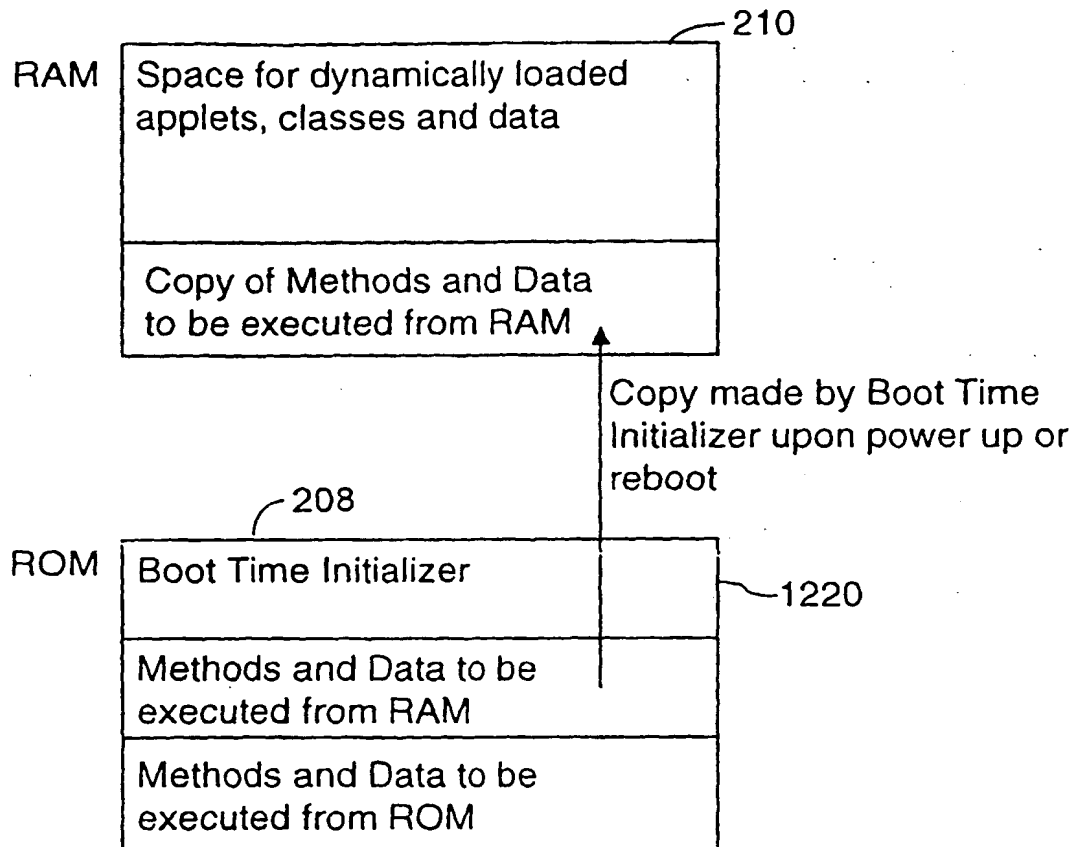 210
RAM
Space for dynamically loaded
applets, classes and data
Copy of Methods and Data
to be executed from RAM
Copy made by Boot Time
Initializer upon power up or
reboot
208
ROM
Boot Time Initializer
1220
Methods and Data to be
executed from RAM
Methods and Data to be
executed from ROM